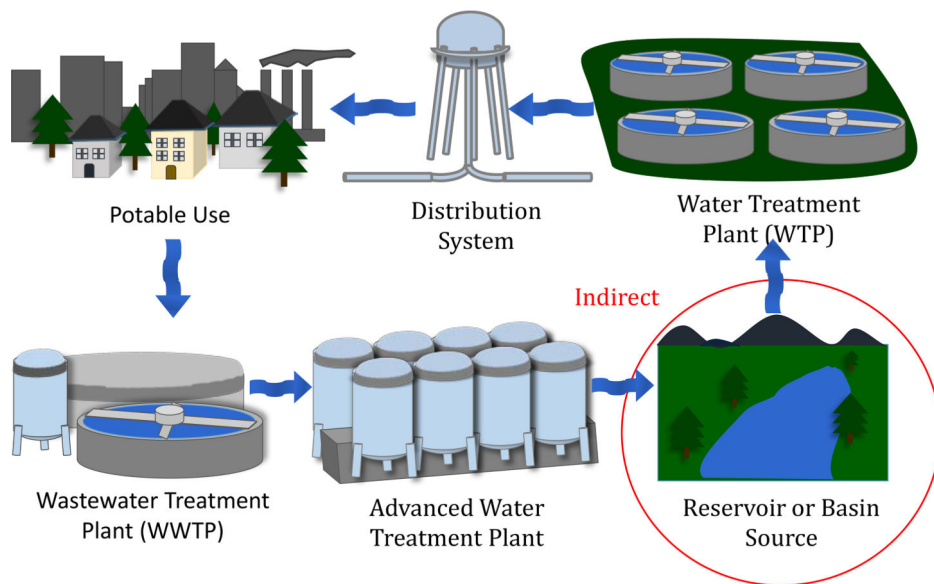 Potable Use
Distribution
System
Water Treatment
Plant (WTP)
Indirect
Wastewater Treatment
Plant (WWTP)
Advanced Water
Treatment Plant
Reservoir or Basin
Source